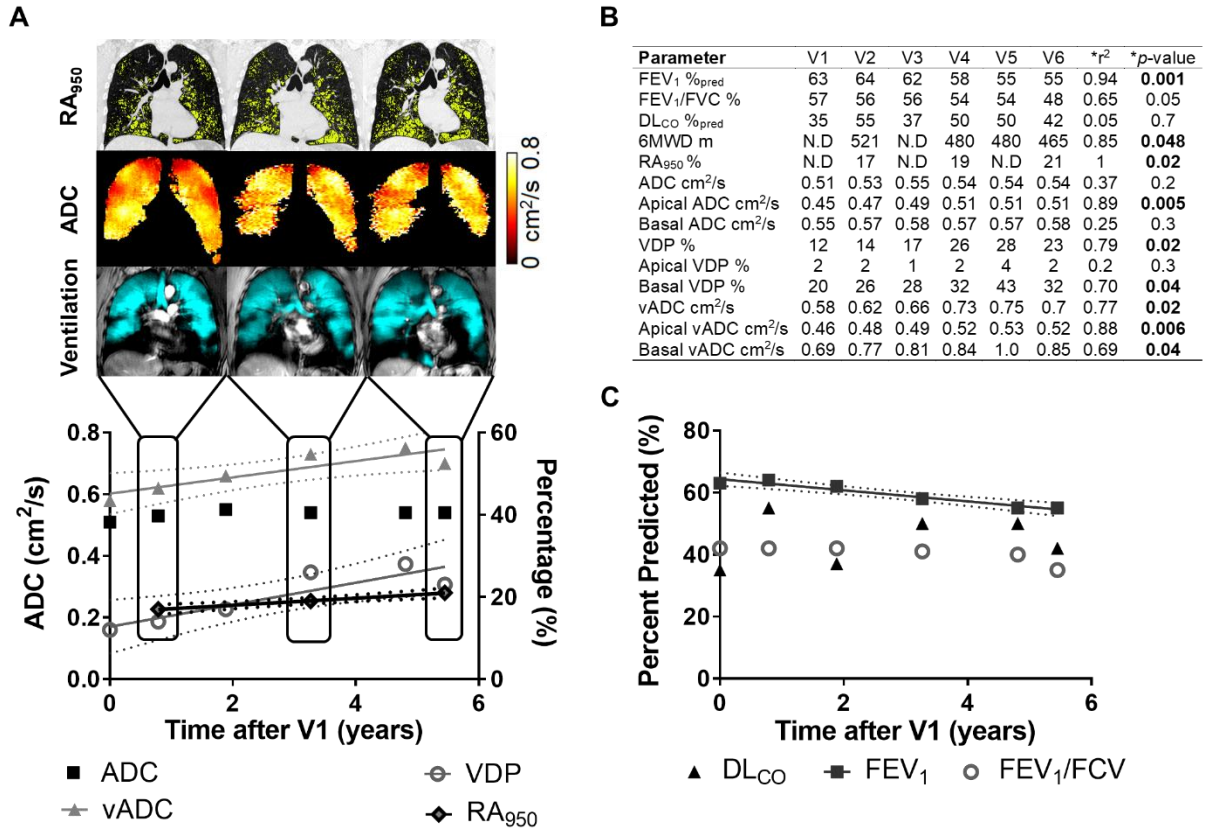 A
RA950
ADC
Ventilation
0 cm²/s 0.8
ADC (cm²/s)
0.8
0.6
0.4
0.2
0.0
60
40
20
0
Percentage (%)
0 2 4 6
Time after V1 (years)
ADC
vADC
VDP
RA950
B
Parameter V1 V2 V3 V4 V5 V6 *r² *p-value
FEV1 %pred 63 64 62 58 55 55 0.94 0.001
FEV1/FVC % 57 56 56 54 54 48 0.65 0.05
DLCO %pred 35 55 37 50 50 42 0.05 0.7
6MWD m N.D 521 N.D 480 480 465 0.85 0.048
RA950 % N.D 17 N.D 19 N.D 21 1 0.02
ADC cm²/s 0.51 0.53 0.55 0.54 0.54 0.54 0.37 0.2
Apical ADC cm²/s 0.45 0.47 0.49 0.51 0.51 0.51 0.89 0.005
Basal ADC cm²/s 0.55 0.57 0.58 0.57 0.57 0.58 0.25 0.3
VDP % 12 14 17 26 28 23 0.79 0.02
Apical VDP % 2 2 1 2 4 2 0.2 0.3
Basal VDP % 20 26 28 32 43 32 0.70 0.04
vADC cm²/s 0.58 0.62 0.66 0.73 0.75 0.7 0.77 0.02
Apical vADC cm²/s 0.46 0.48 0.49 0.52 0.53 0.52 0.88 0.006
Basal vADC cm²/s 0.69 0.77 0.81 0.84 1.0 0.85 0.69 0.04
C
Percent Predicted (%)
80
60
40
20
0
0 2 4 6
Time after V1 (years)
DLCO FEV1 FEV1/FCV